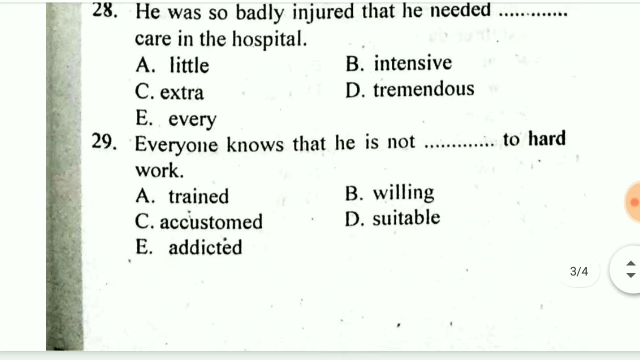 28. He was so badly injured that he needed .............
care in the hospital.
A. little B. intensive
C. extra D. tremendous
E. every
29. Everyone knows that he is not ............. to hard
work.
A. trained B. willing
C. accustomed D. suitable
E. addicted
3/4